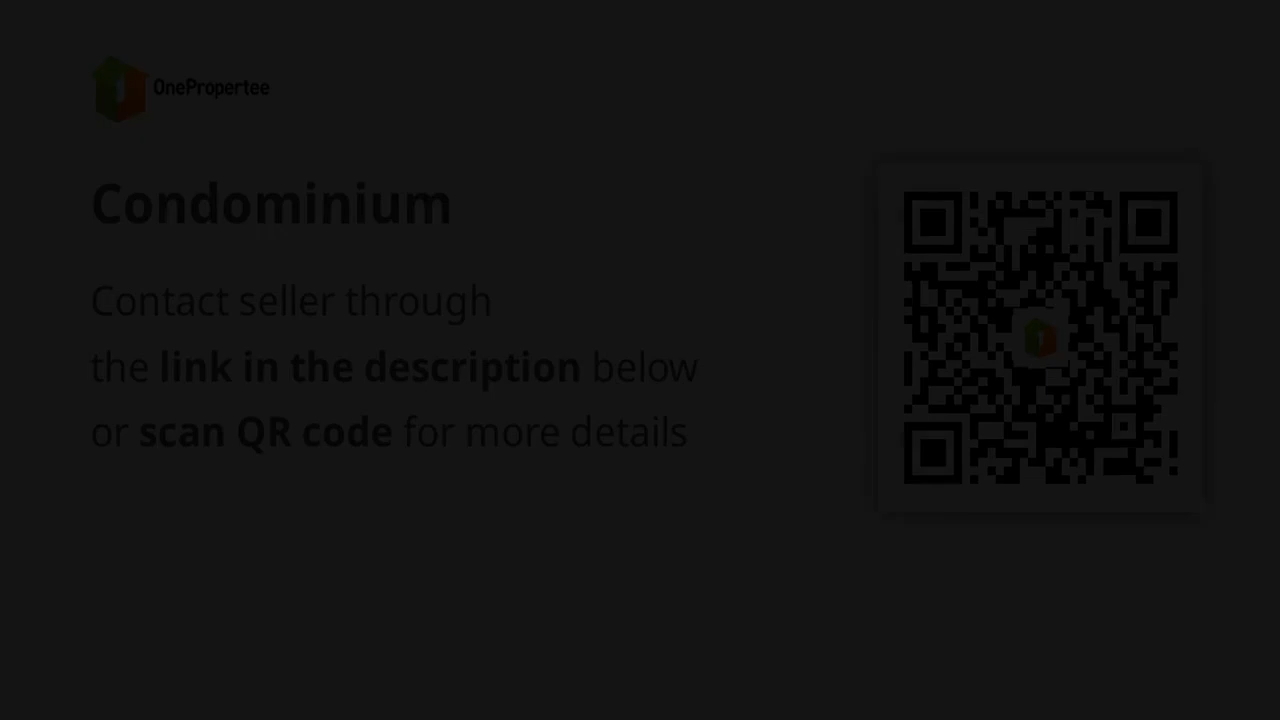 OnePropertee
Condominium
Contact seller through
the link in the description below
or scan QR code for more details